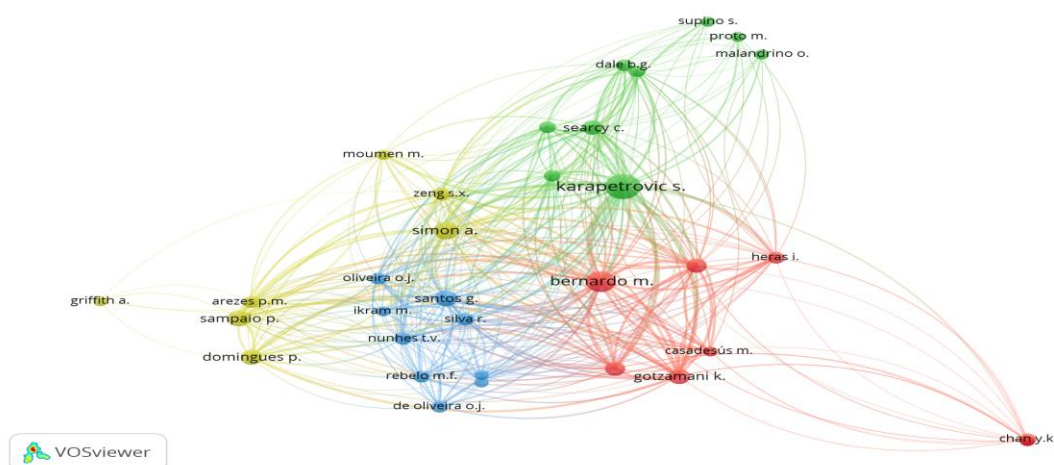 supino s.
proto m.
malandrino o.
dale b.g.
searcy c.
moumen m.
karapetrovic s.
zeng s.x.
simon a.
heras i.
oliveira o.j.
bernardo m.
griffith a.
arezes p.m.
santos g.
ikram m.
sampaio p.
silva r.
nunhes t.v.
casadesús m.
domingues p.
rebelo m.f.
gotzamani k.
de oliveira o.j.
chan y.k
VOSviewer